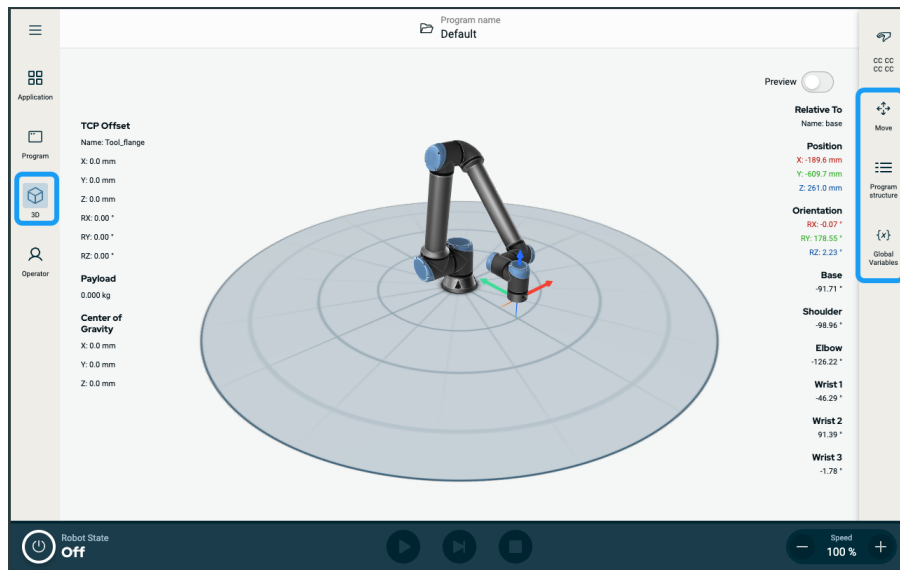 Program name
Default
Application
Program
3D
Operator
TCP Offset
Name: Tool_flange
X: 0.0 mm
Y: 0.0 mm
Z: 0.0 mm
RX: 0.00 °
RY: 0.00 °
RZ: 0.00 °
Payload
0.000 kg
Center of
Gravity
X: 0.0 mm
Y: 0.0 mm
Z: 0.0 mm
Preview
Relative To
Name: base
Position
X: -189.6 mm
Y: -609.7 mm
Z: 261.0 mm
Orientation
RX: -0.07 °
RY: 178.55 °
RZ: 2.23 °
Base
-91.71 °
Shoulder
-98.96 °
Elbow
-126.22 °
Wrist 1
-46.29 °
Wrist 2
91.39 °
Wrist 3
-1.78 °
CC CC
CC CC
Move
Program
structure
{x}
Global
Variables
Robot State
Off
Speed
100 %